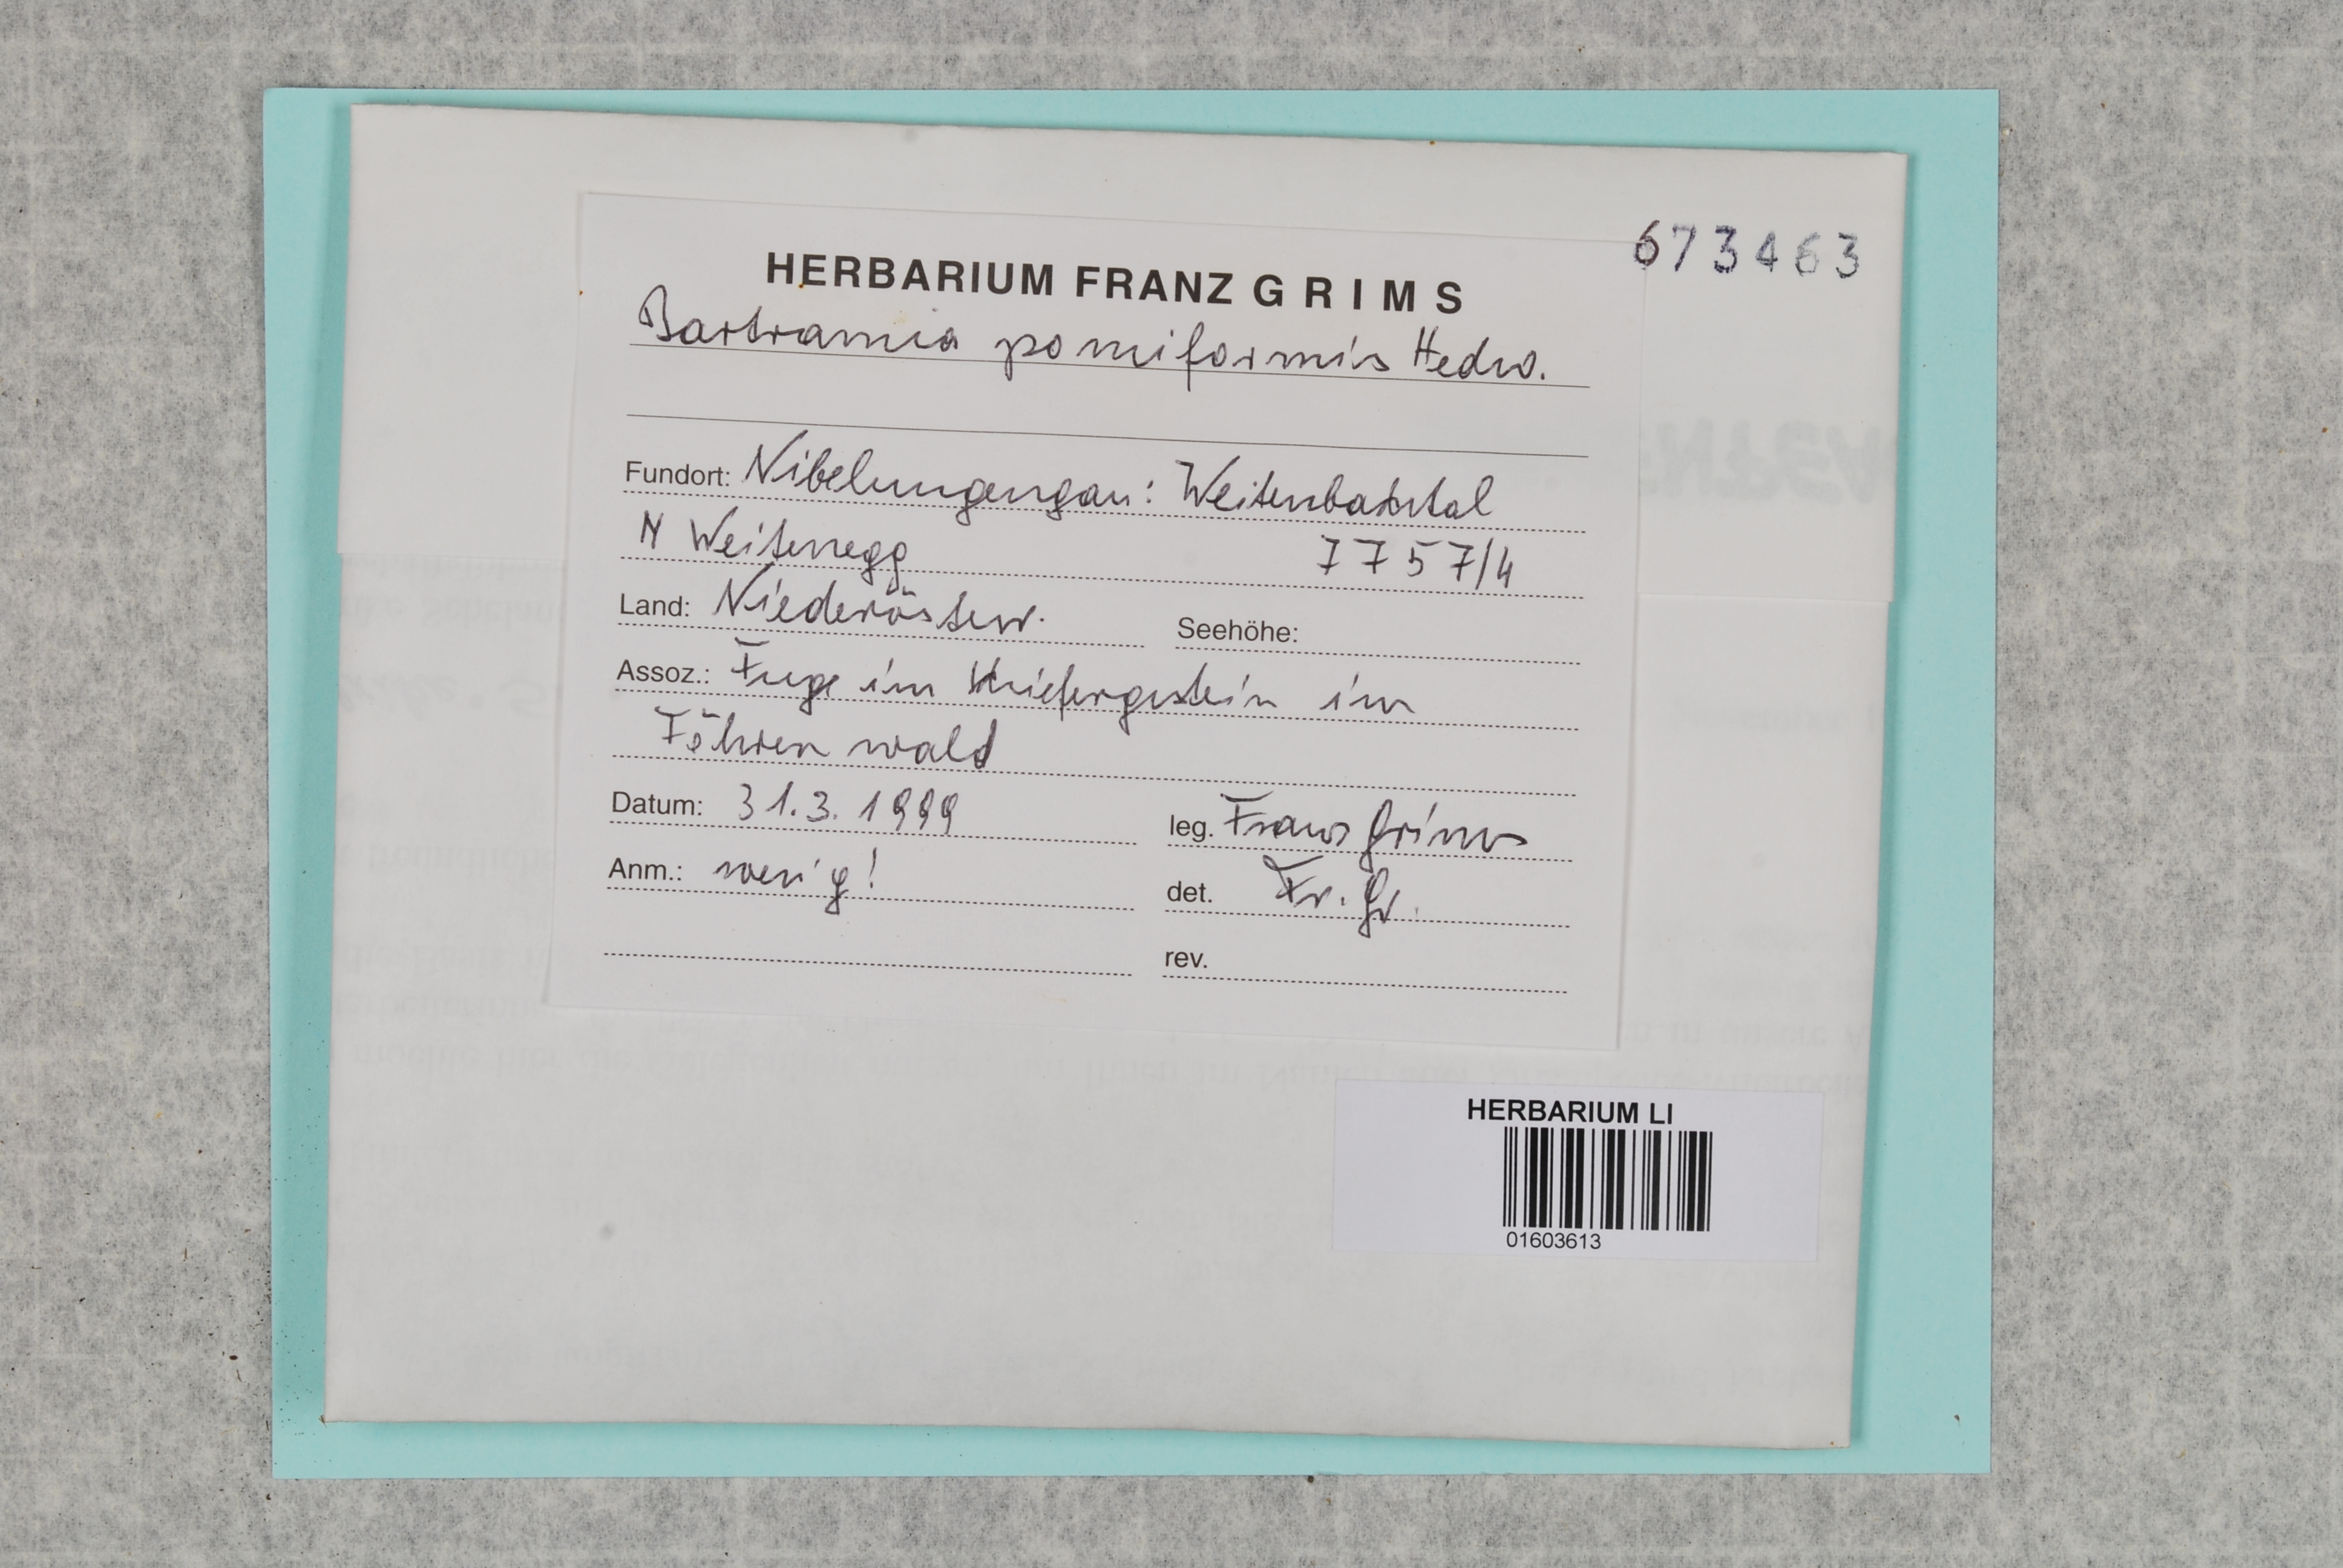 673463
HERBARIUM FRANZ GRIMS
Bartramia pomiformis Hedw.
Fundort: Nibelungengau: Weitenbachtal
N Weitenegg 7757/4
Land: Niederösterr. Seehöhe:
Assoz.: Fuge im Schiefergestein im
Föhrenwald
Datum: 31.3.1999 leg. Franz Grims
Anm.: wenig! det. Fr. Gr.
rev.
HERBARIUM LI
01603613